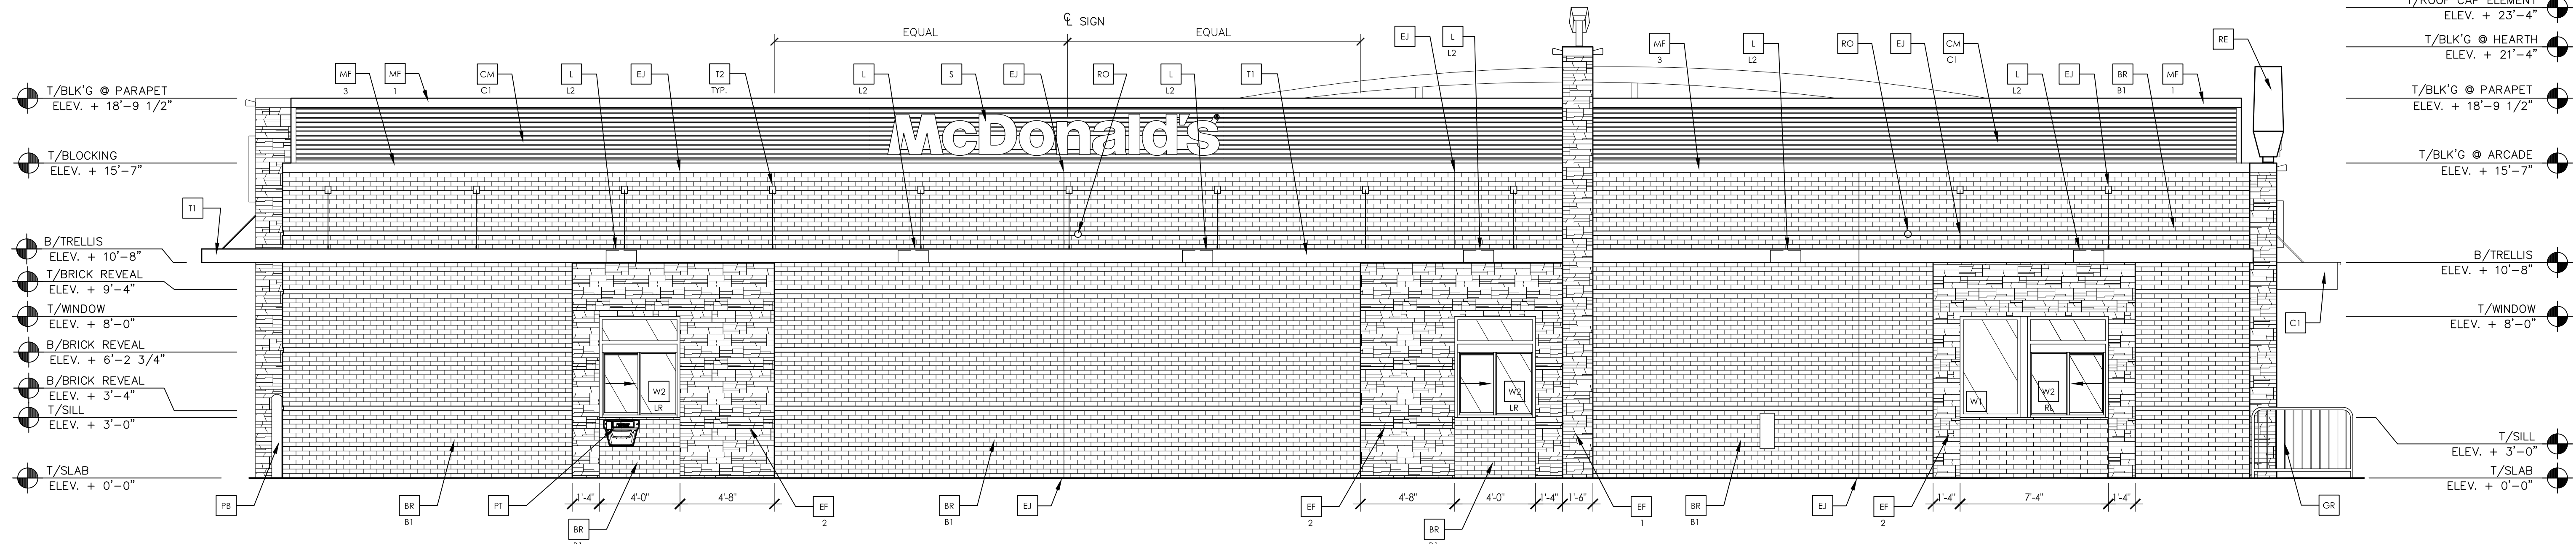 ℄ SIGN
EQUAL
EQUAL
T/ROOF CAP ELEMENT
ELEV. + 23'-4"
T/BLK'G @ HEARTH
ELEV. + 21'-4"
T/BLK'G @ PARAPET
ELEV. + 18'-9 1/2"
T/BLK'G @ ARCADE
ELEV. + 15'-7"
B/TRELLIS
ELEV. + 10'-8"
T/WINDOW
ELEV. + 8'-0"
T/SILL
ELEV. + 3'-0"
T/SLAB
ELEV. + 0'-0"
T/BLK'G @ PARAPET
ELEV. + 18'-9 1/2"
T/BLOCKING
ELEV. + 15'-7"
B/TRELLIS
ELEV. + 10'-8"
T/BRICK REVEAL
ELEV. + 9'-4"
T/WINDOW
ELEV. + 8'-0"
B/BRICK REVEAL
ELEV. + 6'-2 3/4"
B/BRICK REVEAL
ELEV. + 3'-4"
T/SILL
ELEV. + 3'-0"
T/SLAB
ELEV. + 0'-0"
MF
3
MF
1
CM
C1
L
L2
EJ
T2
TYP.
L
L2
S
EJ
RO
L
L2
T1
EJ
L
L2
MF
3
L
L2
RO
EJ
CM
C1
L
L2
EJ
BR
B1
MF
1
RE
McDonald's
T1
C1
W2
LR
W2
LR
W1
W2
RL
PB
BR
B1
PT
BR
B1
1'-4"
4'-0"
4'-8"
EF
2
BR
B1
EJ
EF
2
4'-8"
4'-0"
1'-4"
1'-6"
BR
B1
EF
1
BR
B1
EJ
EF
2
1'-4"
7'-4"
1'-4"
GR